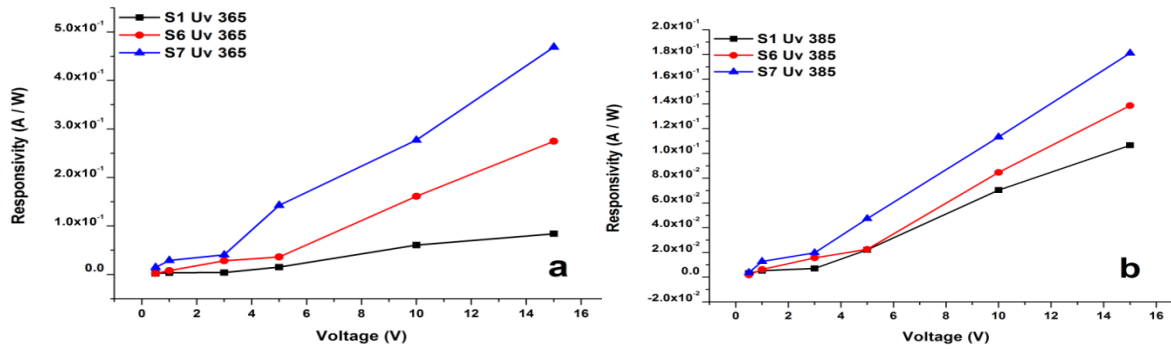 S1 Uv 365
S6 Uv 365
S7 Uv 365
5.0x10⁻¹
4.0x10⁻¹
3.0x10⁻¹
2.0x10⁻¹
1.0x10⁻¹
0.0
Responsivity (A / W)
0 2 4 6 8 10 12 14 16
Voltage (V)
a
S1 Uv 385
S6 Uv 385
S7 Uv 385
2.0x10⁻¹
1.8x10⁻¹
1.6x10⁻¹
1.4x10⁻¹
1.2x10⁻¹
1.0x10⁻¹
8.0x10⁻²
6.0x10⁻²
4.0x10⁻²
2.0x10⁻²
0.0
-2.0x10⁻²
Responsivity (A / W)
0 2 4 6 8 10 12 14 16
Voltage (V)
b